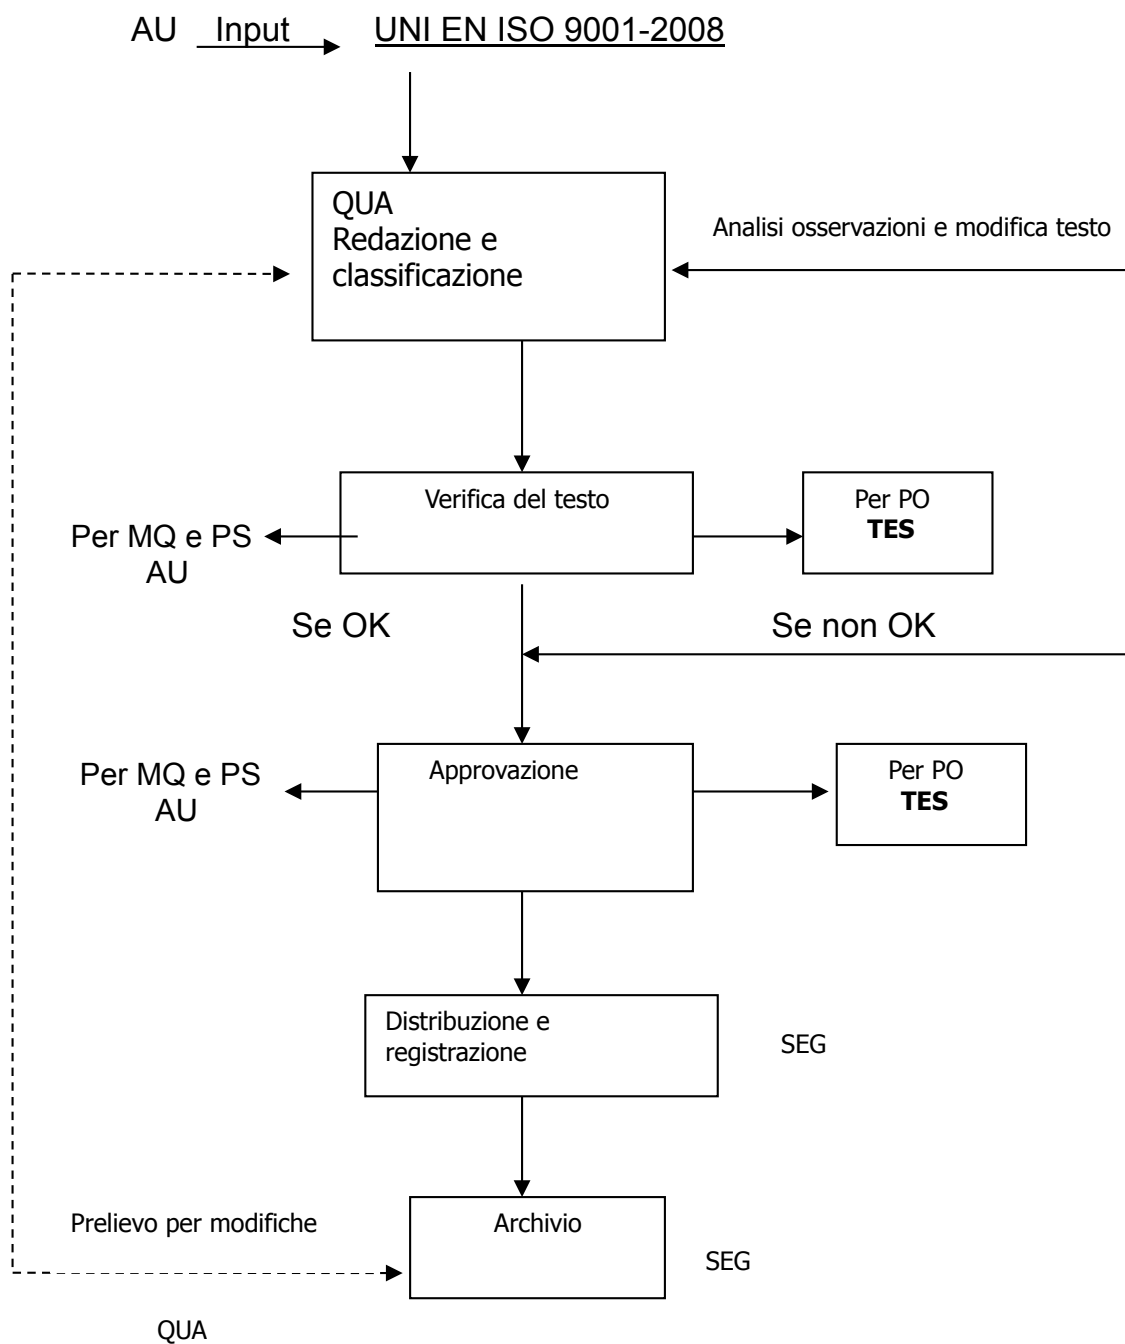 AU Input UNI EN ISO 9001-2008
QUA
Redazione e
classificazione
Analisi osservazioni e modifica testo
Verifica del testo
Per PO
TES
Per MQ e PS
AU
Se OK
Se non OK
Approvazione
Per PO
TES
Per MQ e PS
AU
Distribuzione e
registrazione
SEG
Prelievo per modifiche
Archivio
SEG
QUA